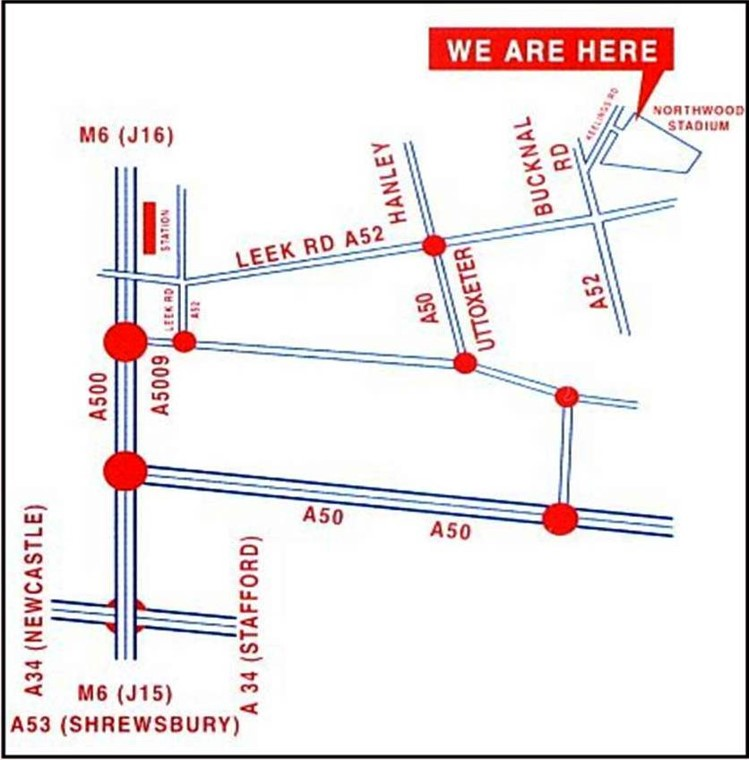 WE ARE HERE
KEELINGS RD
NORTHWOOD
STADIUM
M6 (J16)
HANLEY
BUCKNAL
RD
STATION
LEEK RD A52
LEEK RD
A52
A50
UTTOXETER
A52
A500
A5009
A50
A50
A34 (NEWCASTLE)
A 34 (STAFFORD)
M6 (J15)
A53 (SHREWSBURY)